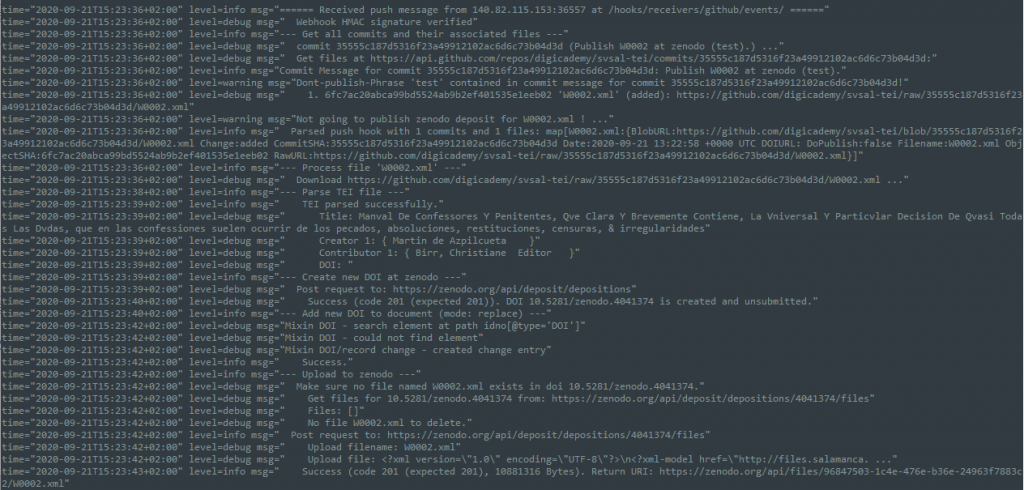 time="2020-09-21T15:23:36+02:00" level=info msg="====== Received push message from 140.82.115.153:36557 at /hooks/receivers/github/events/ ======"
time="2020-09-21T15:23:36+02:00" level=debug msg="  Webhook HMAC signature verified"
time="2020-09-21T15:23:36+02:00" level=info msg="--- Get all commits and their associated files ---"
time="2020-09-21T15:23:36+02:00" level=debug msg="  commit 35555c187d5316f23a49912102ac6d6c73b04d3d (Publish W0002 at zenodo (test).) ..."
time="2020-09-21T15:23:36+02:00" level=debug msg="  Get files at https://api.github.com/repos/digicademy/svsal-tei/commits/35555c187d5316f23a49912102ac6d6c73b04d3d:"
time="2020-09-21T15:23:36+02:00" level=info msg="Commit Message for commit 35555c187d5316f23a49912102ac6d6c73b04d3d: Publish W0002 at zenodo (test)."
time="2020-09-21T15:23:36+02:00" level=warning msg="Dont-publish-Phrase 'test' contained in commit message for commit 35555c187d5316f23a49912102ac6d6c73b04d3d!"
time="2020-09-21T15:23:36+02:00" level=debug msg="    1. 6fc7ac20abca99bd5524ab9b2ef401535e1eeb02 'W0002.xml' (added): https://github.com/digicademy/svsal-tei/raw/35555c187d5316f23
a49912102ac6d6c73b04d3d/W0002.xml"
time="2020-09-21T15:23:36+02:00" level=warning msg="Not going to publish zenodo deposit for W0002.xml ! ..."
time="2020-09-21T15:23:36+02:00" level=info msg="  Parsed push hook with 1 commits and 1 files: map[W0002.xml:{BlobURL:https://github.com/digicademy/svsal-tei/blob/35555c187d5316f2
3a49912102ac6d6c73b04d3d/W0002.xml Change:added CommitSHA:35555c187d5316f23a49912102ac6d6c73b04d3d Date:2020-09-21 13:22:58 +0000 UTC DOIURL: DoPublish:false Filename:W0002.xml Obj
ectSHA:6fc7ac20abca99bd5524ab9b2ef401535e1eeb02 RawURL:https://github.com/digicademy/svsal-tei/raw/35555c187d5316f23a49912102ac6d6c73b04d3d/W0002.xml}]"
time="2020-09-21T15:23:36+02:00" level=info msg="--- Process file 'W0002.xml' ---"
time="2020-09-21T15:23:36+02:00" level=debug msg="  Download https://github.com/digicademy/svsal-tei/raw/35555c187d5316f23a49912102ac6d6c73b04d3d/W0002.xml ..."
time="2020-09-21T15:23:38+02:00" level=info msg="--- Parse TEI file ---"
time="2020-09-21T15:23:39+02:00" level=debug msg="    TEI parsed successfully."
time="2020-09-21T15:23:39+02:00" level=debug msg="      Title: Manval De Confessores Y Penitentes, Qve Clara Y Brevemente Contiene, La Vniversal Y Particvlar Decision De Qvasi Toda
s Las Dvdas, que en las confessiones suelen ocurrir de los pecados, absoluciones, restituciones, censuras, & irregularidades"
time="2020-09-21T15:23:39+02:00" level=debug msg="      Creator 1: { Martín de Azpilcueta    }"
time="2020-09-21T15:23:39+02:00" level=debug msg="      Contributor 1: { Birr, Christiane  Editor   }"
time="2020-09-21T15:23:39+02:00" level=debug msg="      DOI: "
time="2020-09-21T15:23:39+02:00" level=info msg="--- Create new DOI at zenodo ---"
time="2020-09-21T15:23:39+02:00" level=debug msg="  Post request to: https://zenodo.org/api/deposit/depositions"
time="2020-09-21T15:23:40+02:00" level=debug msg="    Success (code 201 (expected 201)). DOI 10.5281/zenodo.4041374 is created and unsubmitted."
time="2020-09-21T15:23:40+02:00" level=info msg="--- Add new DOI to document (mode: replace) ---"
time="2020-09-21T15:23:42+02:00" level=debug msg="Mixin DOI - search element at path idno[@type='DOI']"
time="2020-09-21T15:23:42+02:00" level=debug msg="Mixin DOI - could not find element"
time="2020-09-21T15:23:42+02:00" level=debug msg="Mixin DOI/record change - created change entry"
time="2020-09-21T15:23:42+02:00" level=info msg="    Success."
time="2020-09-21T15:23:42+02:00" level=info msg="--- Upload to zenodo ---"
time="2020-09-21T15:23:42+02:00" level=debug msg="  Make sure no file named W0002.xml exists in doi 10.5281/zenodo.4041374."
time="2020-09-21T15:23:42+02:00" level=debug msg="    Get files for 10.5281/zenodo.4041374 from: https://zenodo.org/api/deposit/depositions/4041374/files"
time="2020-09-21T15:23:42+02:00" level=debug msg="    Files: []"
time="2020-09-21T15:23:42+02:00" level=debug msg="    No file W0002.xml to delete."
time="2020-09-21T15:23:42+02:00" level=info msg="  Post request to: https://zenodo.org/api/deposit/depositions/4041374/files"
time="2020-09-21T15:23:42+02:00" level=debug msg="    Upload filename: W0002.xml"
time="2020-09-21T15:23:42+02:00" level=debug msg="    Upload file: <?xml version=\"1.0\" encoding=\"UTF-8\"?>\n<?xml-model href=\"http://files.salamanca. ..."
time="2020-09-21T15:23:43+02:00" level=info msg="    Success (code 201 (expected 201), 10881316 Bytes). Return URI: https://zenodo.org/api/files/96847503-1c4e-476e-b36e-24963f7883c
2/W0002.xml"